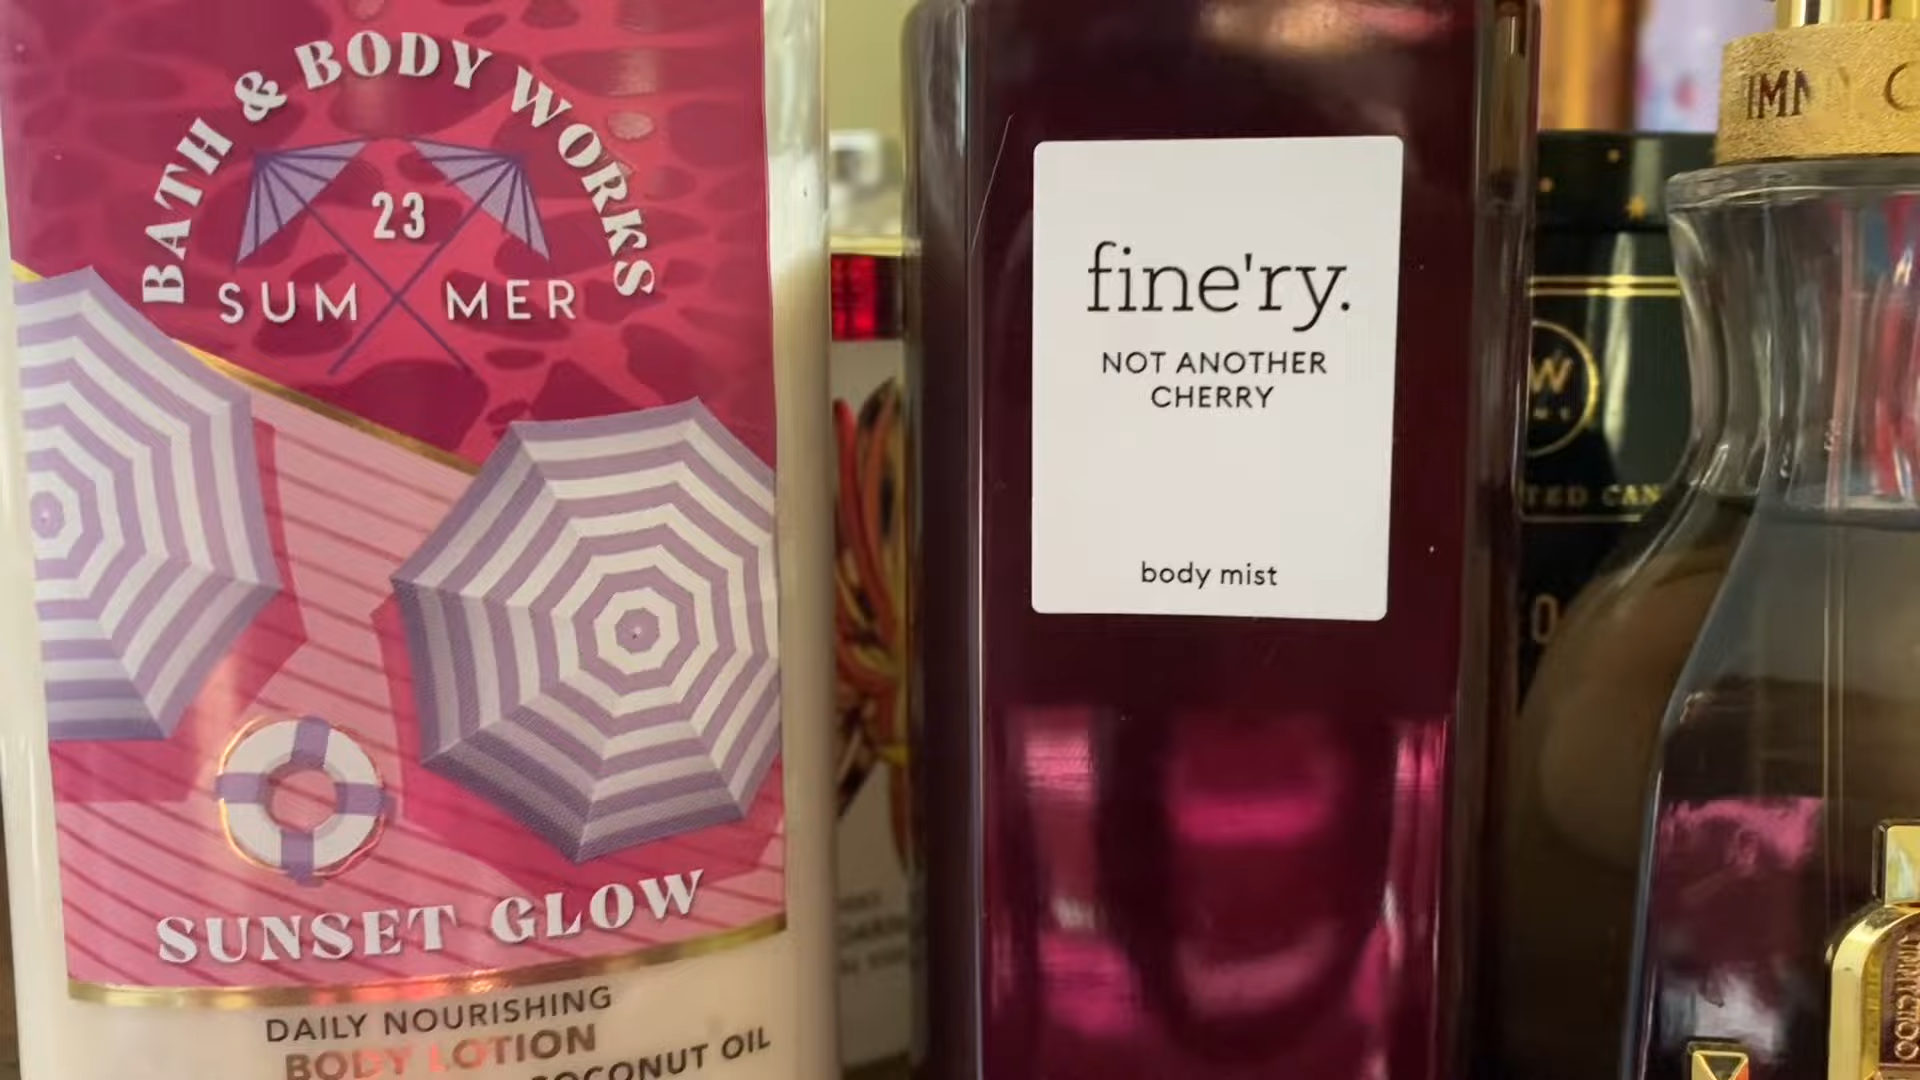 BATH & BODY WORKS
23
SUM MER
SUNSET GLOW
DAILY NOURISHING
BODY LOTION
COCONUT OIL
fine'ry.
NOT ANOTHER
CHERRY
body mist